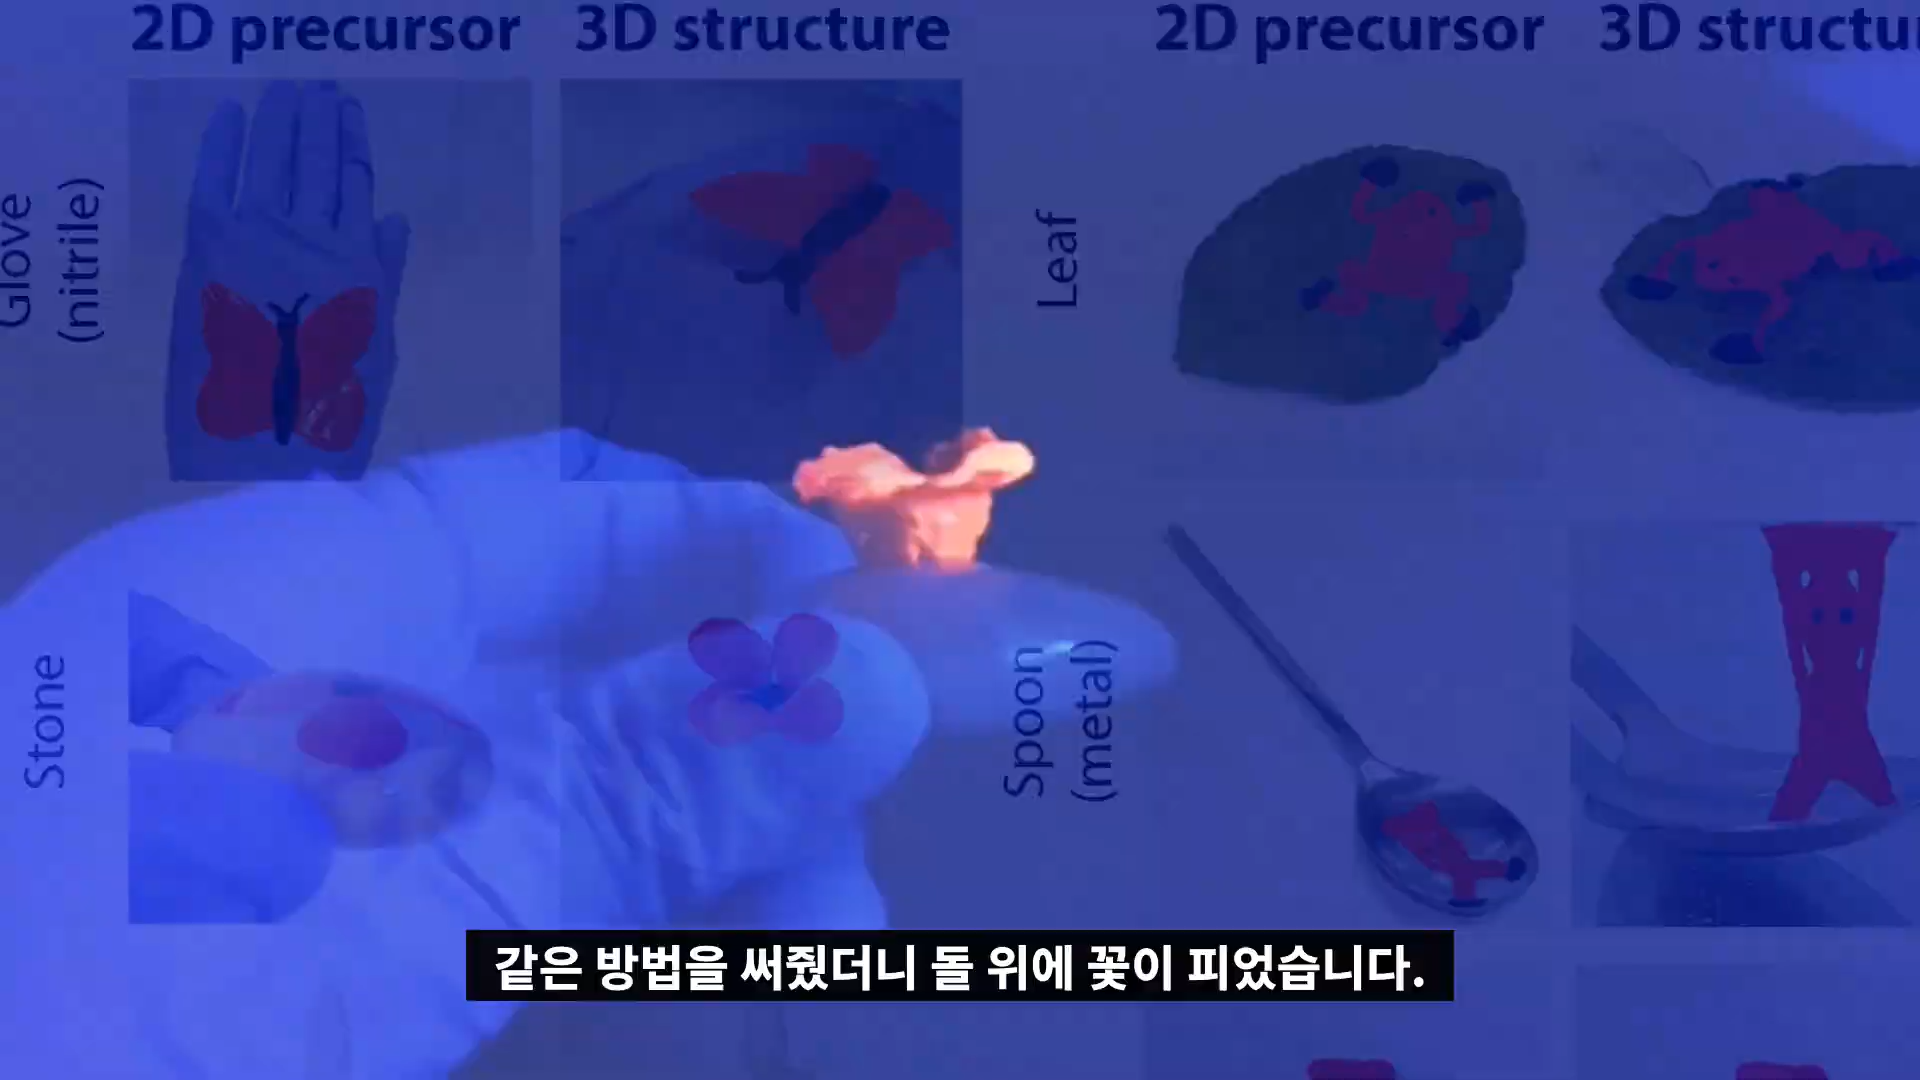 2D precursor
3D structure
2D precursor
3D structu
Glove
(nitrile)
Leaf
Stone
Spoon
(metal)
같은 방법을 써줬더니 돌 위에 꽃이 피었습니다.